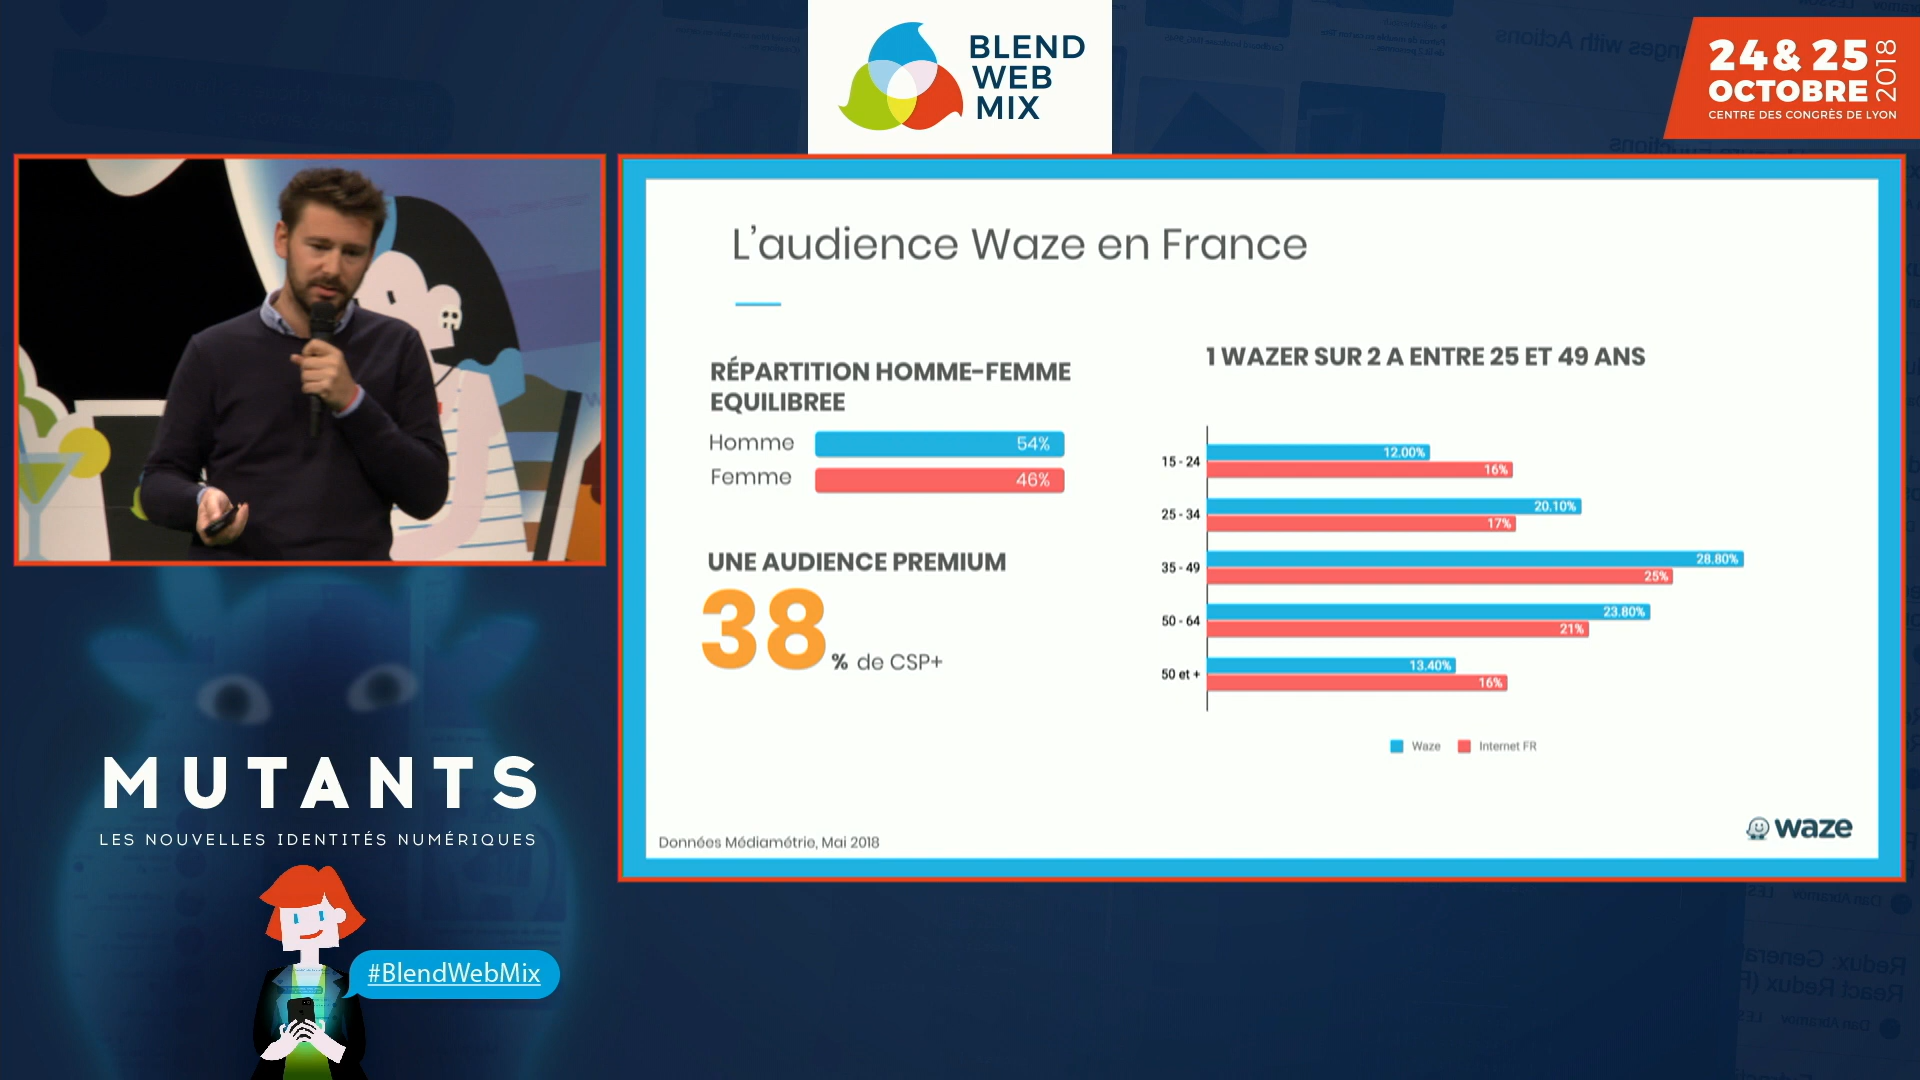 BLEND
WEB
MIX
24 & 25
OCTOBRE
2018
CENTRE DES CONGRÈS DE LYON
L'audience Waze en France
RÉPARTITION HOMME-FEMME
EQUILIBREE
Homme 54%
Femme 46%
UNE AUDIENCE PREMIUM
38 % de CSP+
1 WAZER SUR 2 A ENTRE 25 ET 49 ANS
15 - 24 12.00%
16%
25 - 34 20.10%
17%
35 - 49 28.80%
25%
50 - 64 23.80%
21%
50 et + 13.40%
16%
Waze Internet FR
Données Médiamétrie, Mai 2018
waze
MUTANTS
LES NOUVELLES IDENTITÉS NUMÉRIQUES
#BlendWebMix